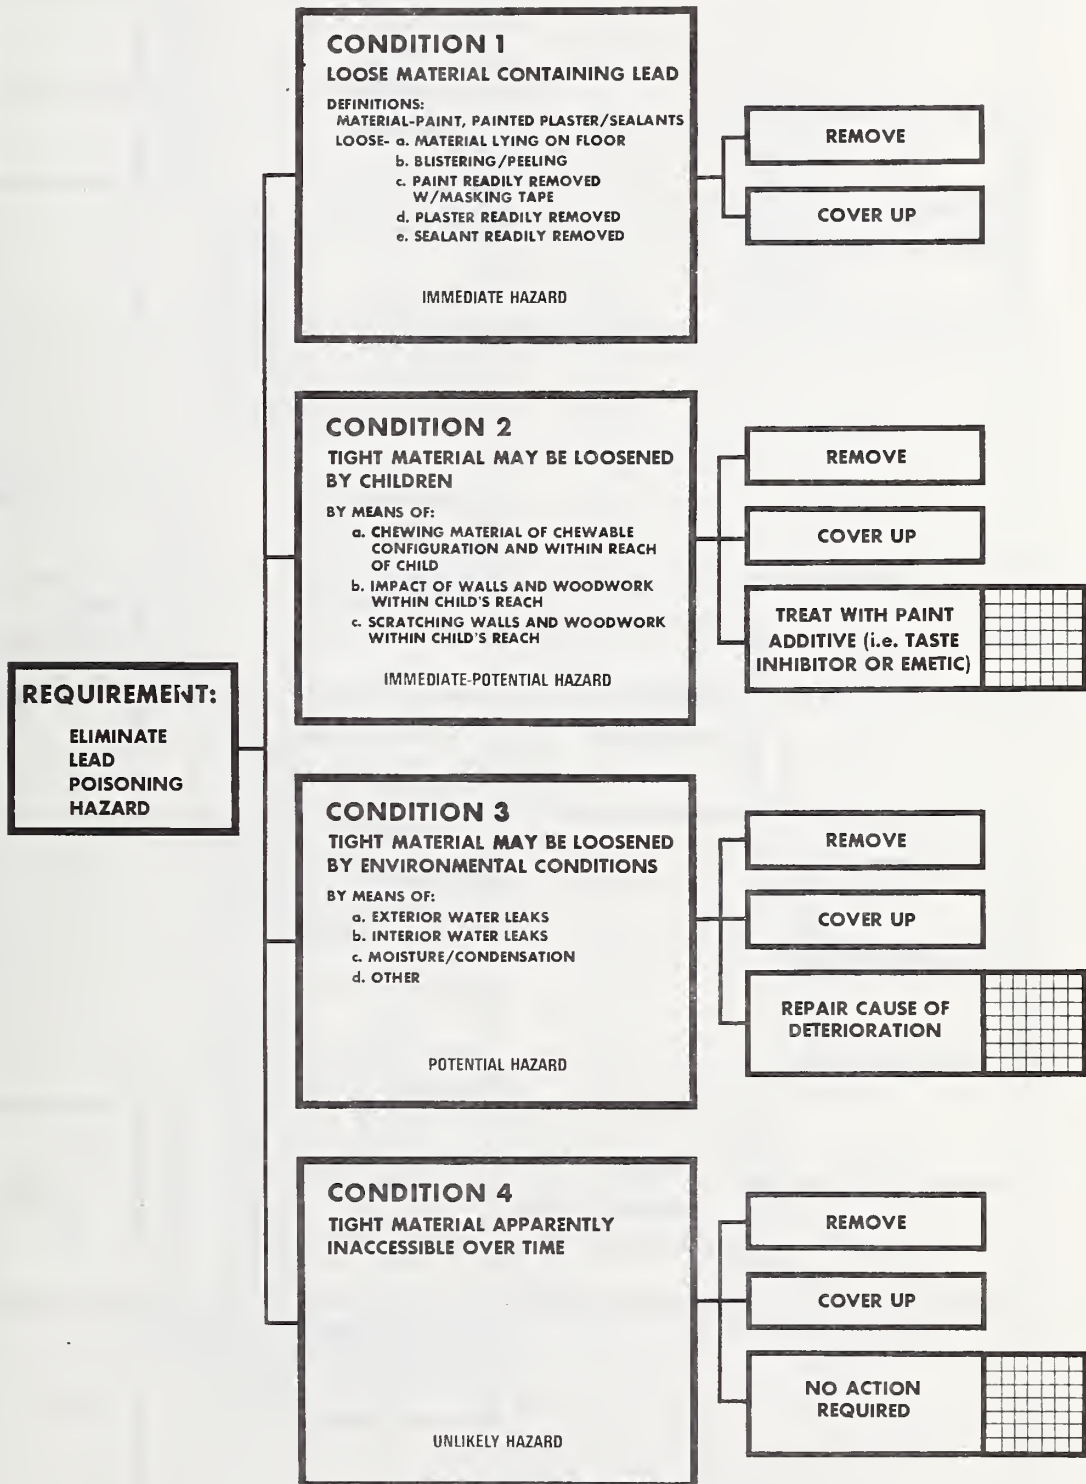 REQUIREMENT:
ELIMINATE
LEAD
POISONING
HAZARD
CONDITION 1
LOOSE MATERIAL CONTAINING LEAD
DEFINITIONS:
MATERIAL-PAINT, PAINTED PLASTER/SEALANTS
LOOSE- a. MATERIAL LYING ON FLOOR
b. BLISTERING/PEELING
c. PAINT READILY REMOVED
W/MASKING TAPE
d. PLASTER READILY REMOVED
e. SEALANT READILY REMOVED
IMMEDIATE HAZARD
REMOVE
COVER UP
CONDITION 2
TIGHT MATERIAL MAY BE LOOSENED
BY CHILDREN
BY MEANS OF:
a. CHEWING MATERIAL OF CHEWABLE
CONFIGURATION AND WITHIN REACH
OF CHILD
b. IMPACT OF WALLS AND WOODWORK
WITHIN CHILD'S REACH
c. SCRATCHING WALLS AND WOODWORK
WITHIN CHILD'S REACH
IMMEDIATE-POTENTIAL HAZARD
REMOVE
COVER UP
TREAT WITH PAINT
ADDITIVE (i.e. TASTE
INHIBITOR OR EMETIC)
CONDITION 3
TIGHT MATERIAL MAY BE LOOSENED
BY ENVIRONMENTAL CONDITIONS
BY MEANS OF:
a. EXTERIOR WATER LEAKS
b. INTERIOR WATER LEAKS
c. MOISTURE/CONDENSATION
d. OTHER
POTENTIAL HAZARD
REMOVE
COVER UP
REPAIR CAUSE OF
DETERIORATION
CONDITION 4
TIGHT MATERIAL APPARENTLY
INACCESSIBLE OVER TIME
UNLIKELY HAZARD
REMOVE
COVER UP
NO ACTION
REQUIRED